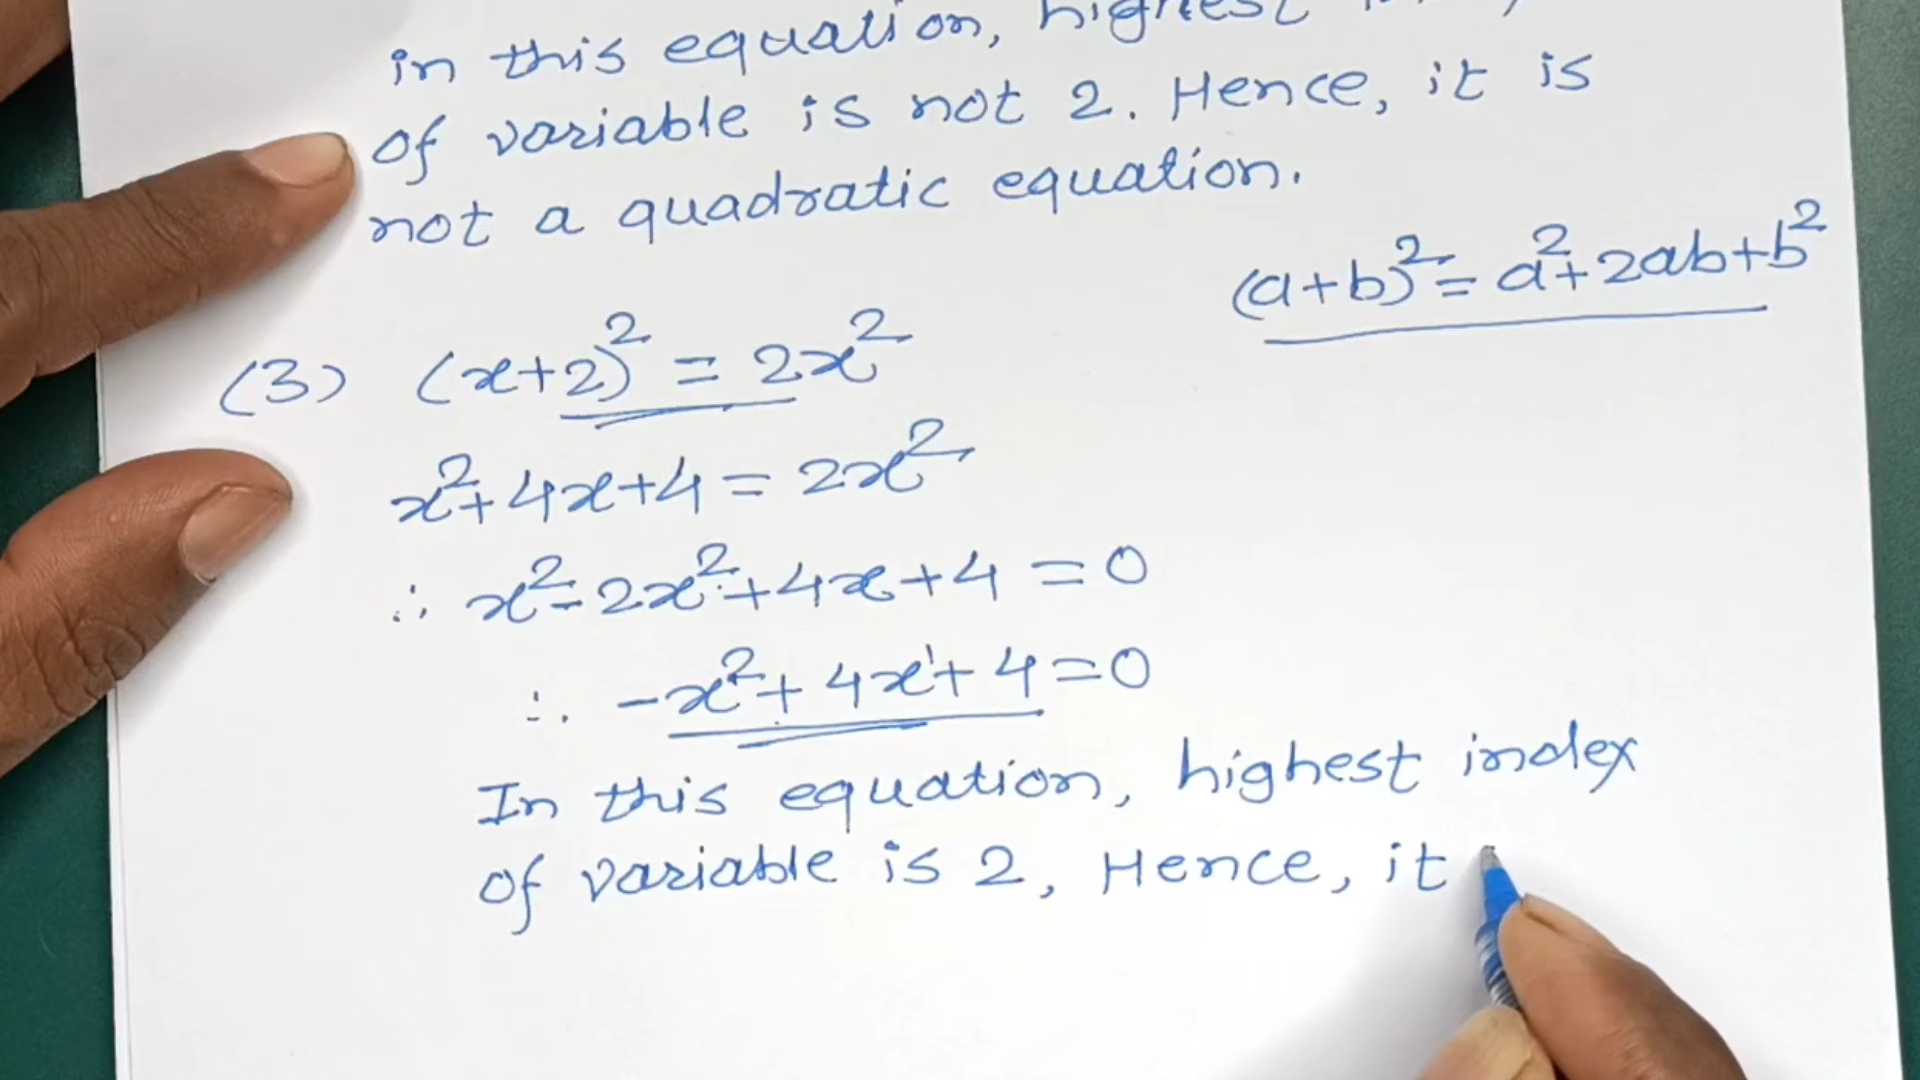 in this equation, highest
of variable is not 2. Hence, it is
not a quadratic equation.
(a+b)²=a²+2ab+b²
(3) (x+2)² = 2x²
x²+4x+4=2x²
∴ x²-2x²+4x+4=0
∴ -x²+4x¹+4=0
In this equation, highest index
of variable is 2, Hence, it